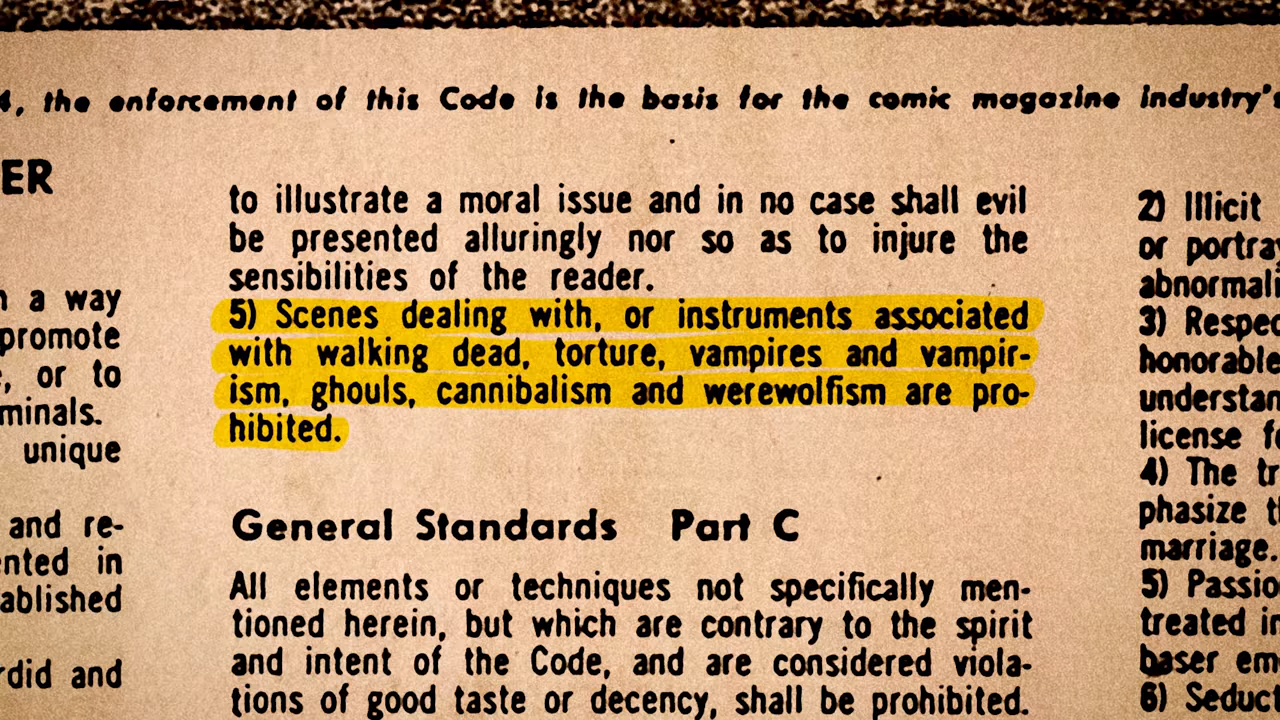 4, the enforcement of this Code is the basis for the comic magazine industry's
ER
a way
promote
, or to
minals.
unique
and re-
ented in
ablished
rdid and
to illustrate a moral issue and in no case shall evil
be presented alluringly nor so as to injure the
sensibilities of the reader.
5) Scenes dealing with, or instruments associated
with walking dead, torture, vampires and vampir-
ism, ghouls, cannibalism and werewolfism are pro-
hibited.
General Standards Part C
All elements or techniques not specifically men-
tioned herein, but which are contrary to the spirit
and intent of the Code, and are considered viola-
tions of good taste or decency, shall be prohibited.
2) Illicit
or portray
abnormali
3) Respec
honorable
understan
license fo
4) The tr
phasize th
marriage.
5) Passio
treated in
baser em
6) Seduct